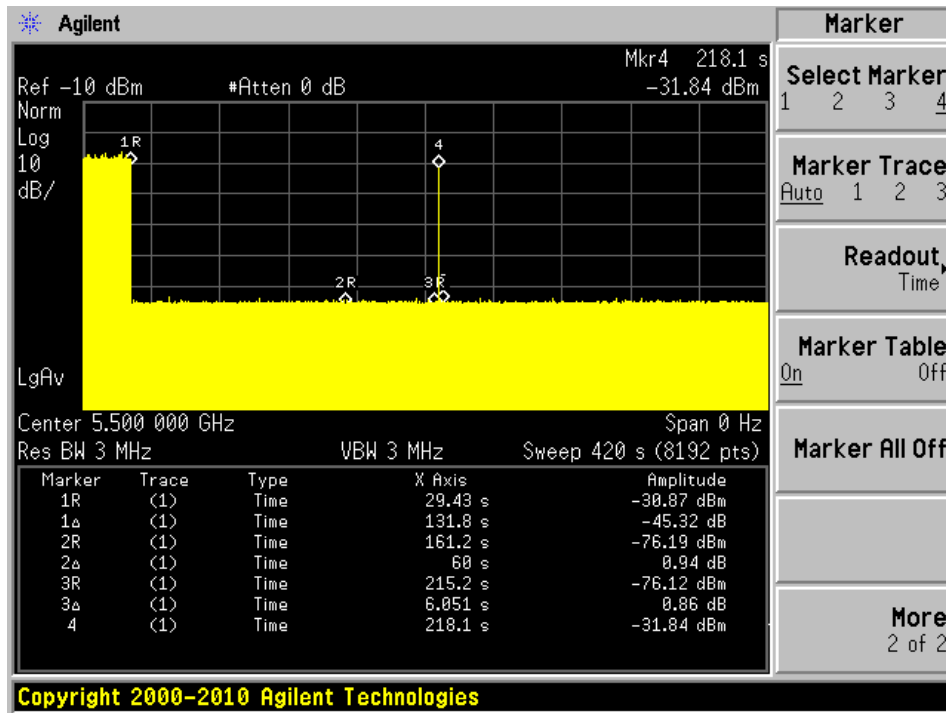 Agilent
Marker
Mkr4 218.1 s
Ref -10 dBm #Atten 0 dB -31.84 dBm
Norm
Log
10
dB/
1R
4
2R
3R
LgAv
Center 5.500 000 GHz Span 0 Hz
Res BW 3 MHz VBW 3 MHz Sweep 420 s (8192 pts)
Marker Trace Type X Axis Amplitude
1R (1) Time 29.43 s -30.87 dBm
1Δ (1) Time 131.8 s -45.32 dB
2R (1) Time 161.2 s -76.19 dBm
2Δ (1) Time 60 s 0.94 dB
3R (1) Time 215.2 s -76.12 dBm
3Δ (1) Time 6.051 s 0.86 dB
4 (1) Time 218.1 s -31.84 dBm
Select Marker
1 2 3 4
Marker Trace
Auto 1 2 3
Readout
Time
Marker Table
On Off
Marker All Off
More
2 of 2
Copyright 2000-2010 Agilent Technologies